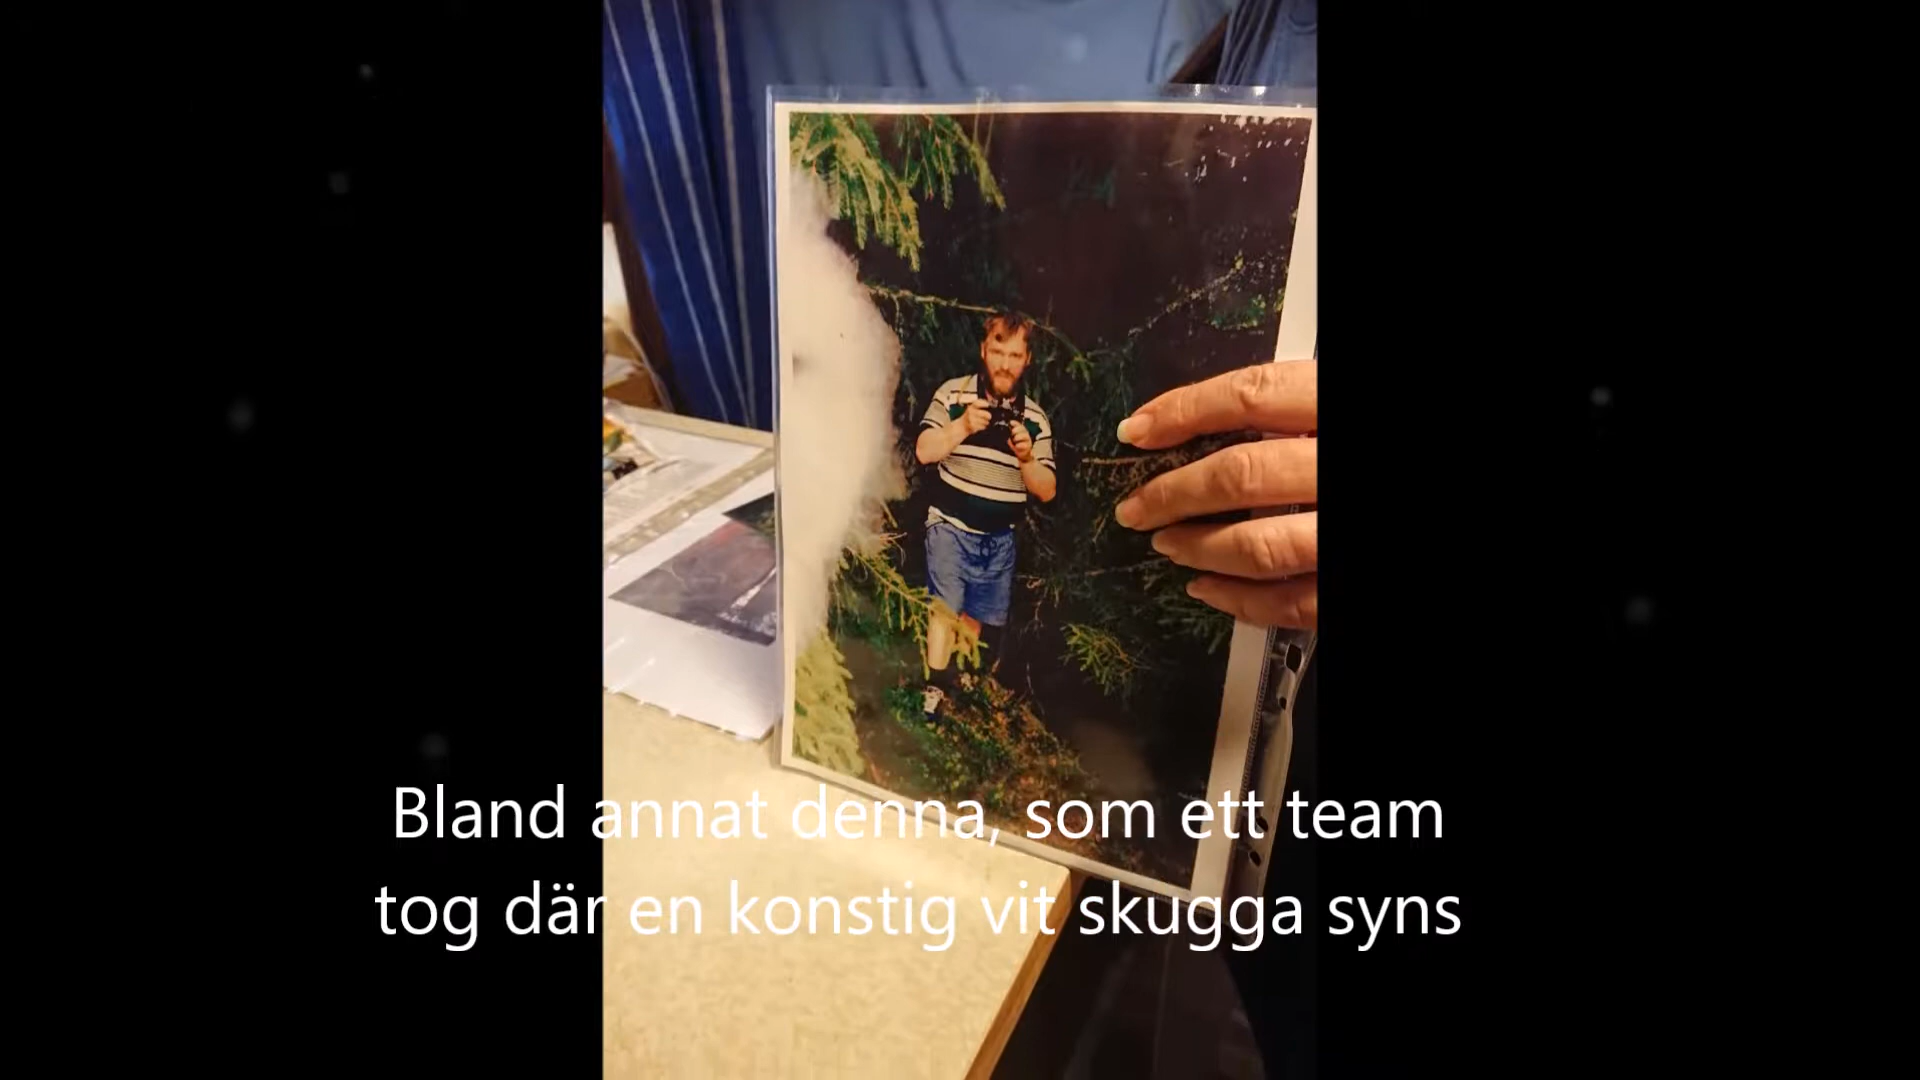 Bland annat denna, som ett team
tog där en konstig vit skugga syns